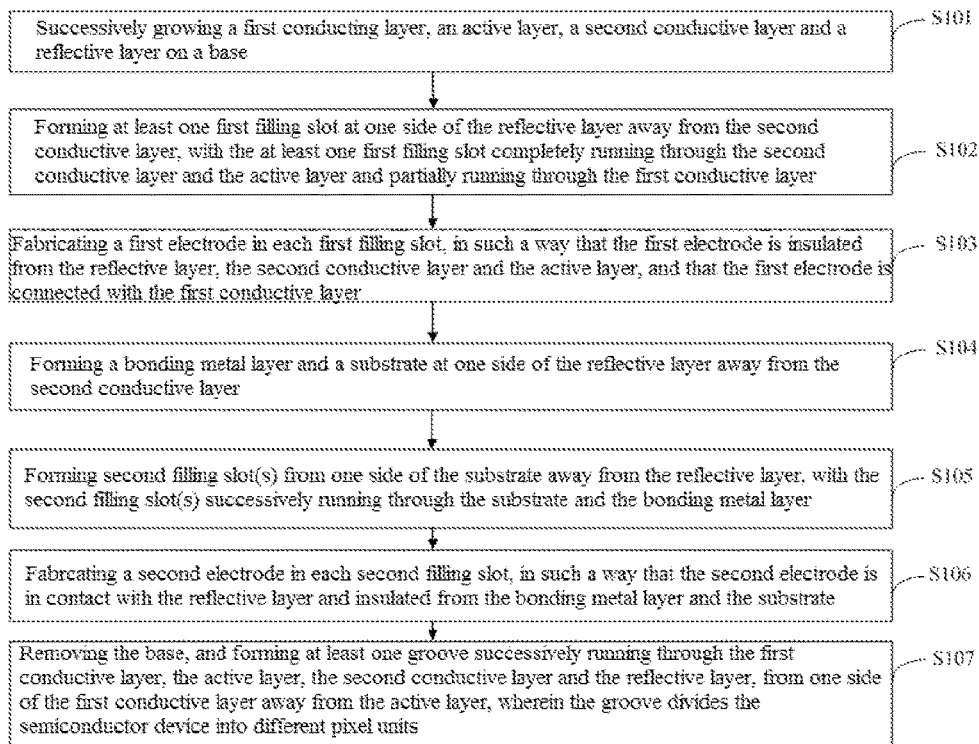 Successively growing a first conducting layer, an active layer, a second conductive layer and a
reflective layer on a base
S101
Forming at least one first filling slot at one side of the reflective layer away from the second
conductive layer, with the at least one first filling slot completely running through the second
conductive layer and the active layer and partially running through the first conductive layer
S102
Fabricating a first electrode in each first filling slot, in such a way that the first electrode is insulated
from the reflective layer, the second conductive layer and the active layer, and that the first electrode is
connected with the first conductive layer
S103
Forming a bonding metal layer and a substrate at one side of the reflective layer away from the
second conductive layer
S104
Forming second filling slot(s) from one side of the substrate away from the reflective layer, with the
second filling slot(s) successively running through the substrate and the bonding metal layer
S105
Fabrcating a second electrode in each second filling slot, in such a way that the second electrode is
in contact with the reflective layer and insulated from the bonding metal layer and the substrate
S106
Removing the base, and forming at least one groove successively running through the first
conductive layer, the active layer, the second conductive layer and the reflective layer, from one side
of the first conductive layer away from the active layer, wherein the groove divides the
semiconductor device into different pixel units
S107